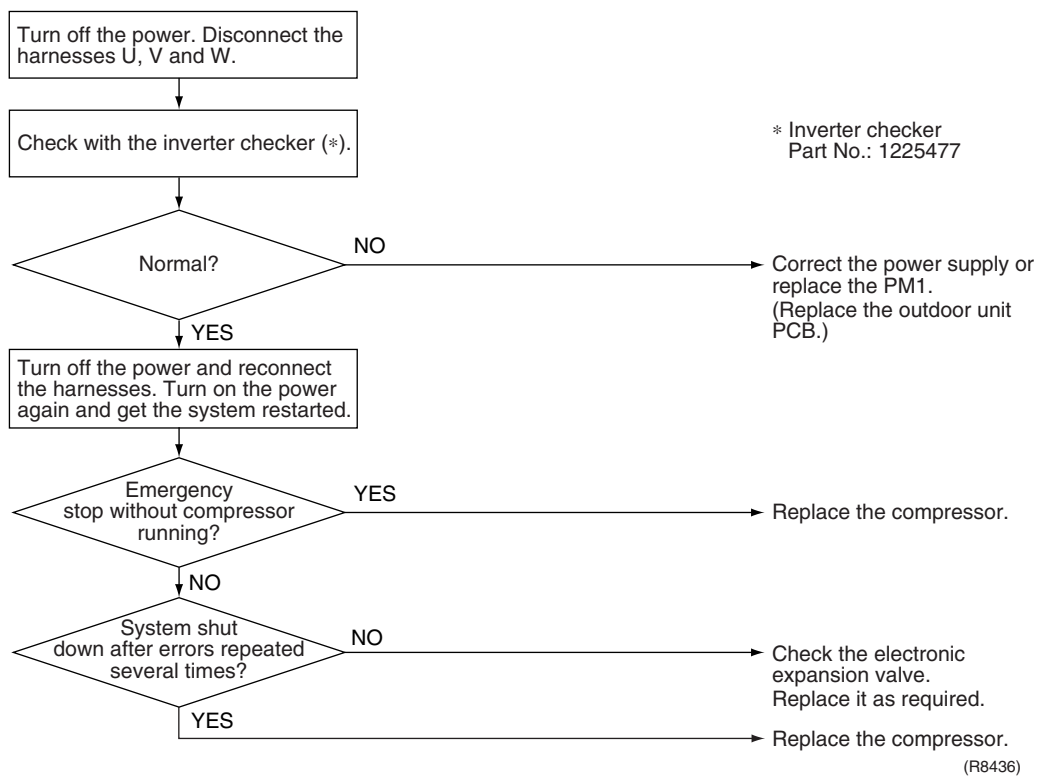 Turn off the power. Disconnect the
harnesses U, V and W.
Check with the inverter checker (*).
* Inverter checker
Part No.: 1225477
Normal?
NO
Correct the power supply or
replace the PM1.
(Replace the outdoor unit
PCB.)
YES
Turn off the power and reconnect
the harnesses. Turn on the power
again and get the system restarted.
Emergency
stop without compressor
running?
YES
Replace the compressor.
NO
System shut
down after errors repeated
several times?
NO
Check the electronic
expansion valve.
Replace it as required.
YES
Replace the compressor.
(R8436)